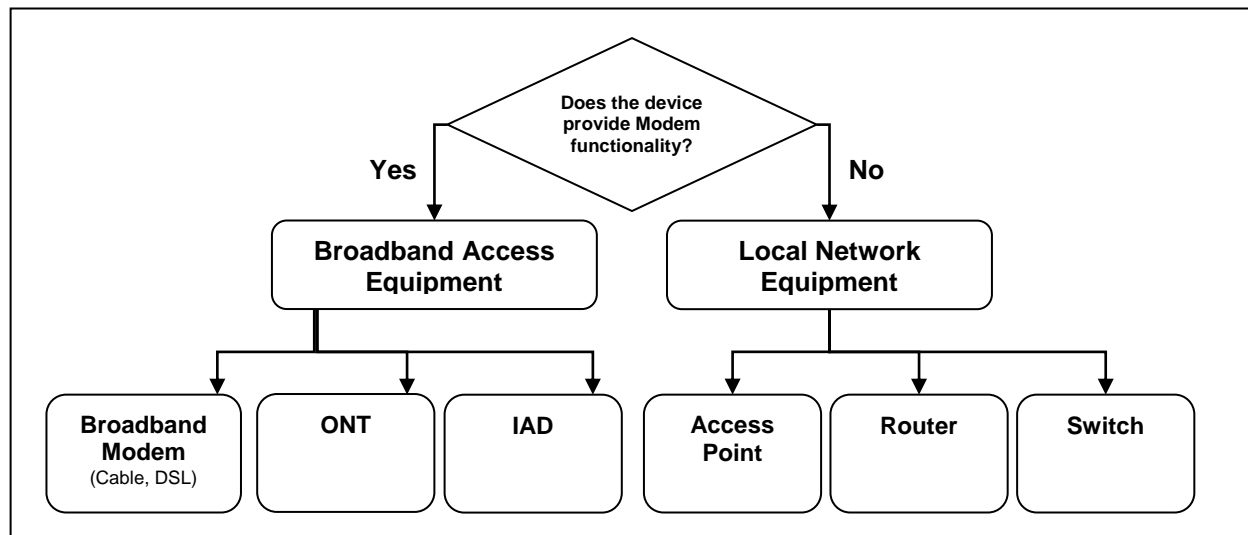 Does the device
provide Modem
functionality?
Yes
No
Broadband Access
Equipment
Local Network
Equipment
Broadband
Modem
(Cable, DSL)
ONT
IAD
Access
Point
Router
Switch